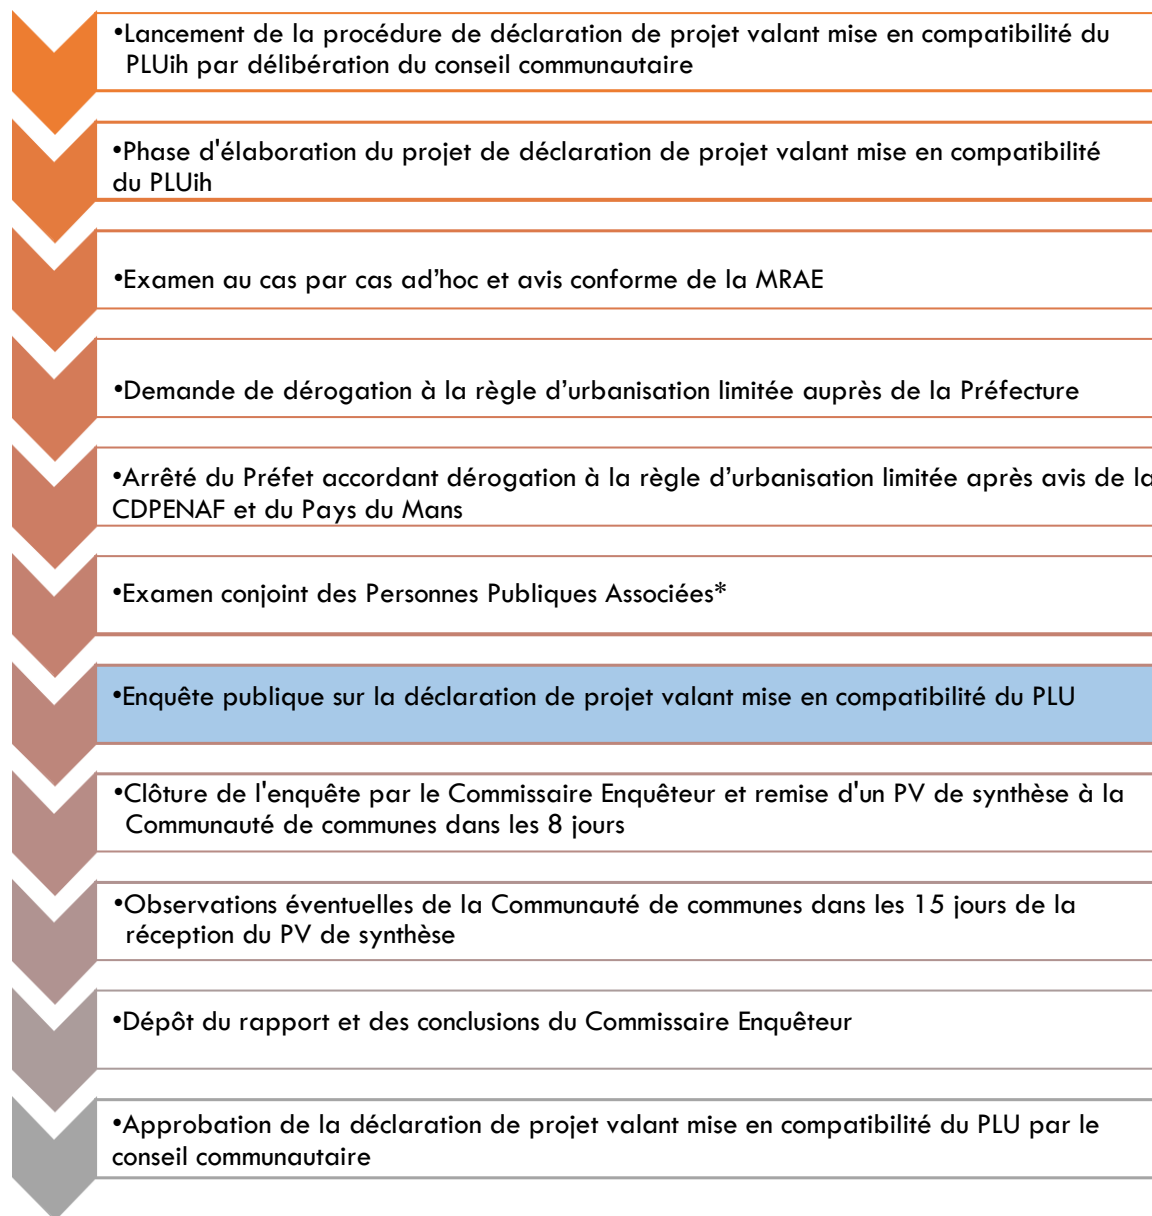 •Lancement de la procédure de déclaration de projet valant mise en compatibilité du
PLUih par délibération du conseil communautaire
•Phase d'élaboration du projet de déclaration de projet valant mise en compatibilité
du PLUih
•Examen au cas par cas ad’hoc et avis conforme de la MRAE
•Demande de dérogation à la règle d’urbanisation limitée auprès de la Préfecture
•Arrêté du Préfet accordant dérogation à la règle d’urbanisation limitée après avis de la
CDPENAF et du Pays du Mans
•Examen conjoint des Personnes Publiques Associées*
•Enquête publique sur la déclaration de projet valant mise en compatibilité du PLU
•Clôture de l'enquête par le Commissaire Enquêteur et remise d'un PV de synthèse à la
Communauté de communes dans les 8 jours
•Observations éventuelles de la Communauté de communes dans les 15 jours de la
réception du PV de synthèse
•Dépôt du rapport et des conclusions du Commissaire Enquêteur
•Approbation de la déclaration de projet valant mise en compatibilité du PLU par le
conseil communautaire